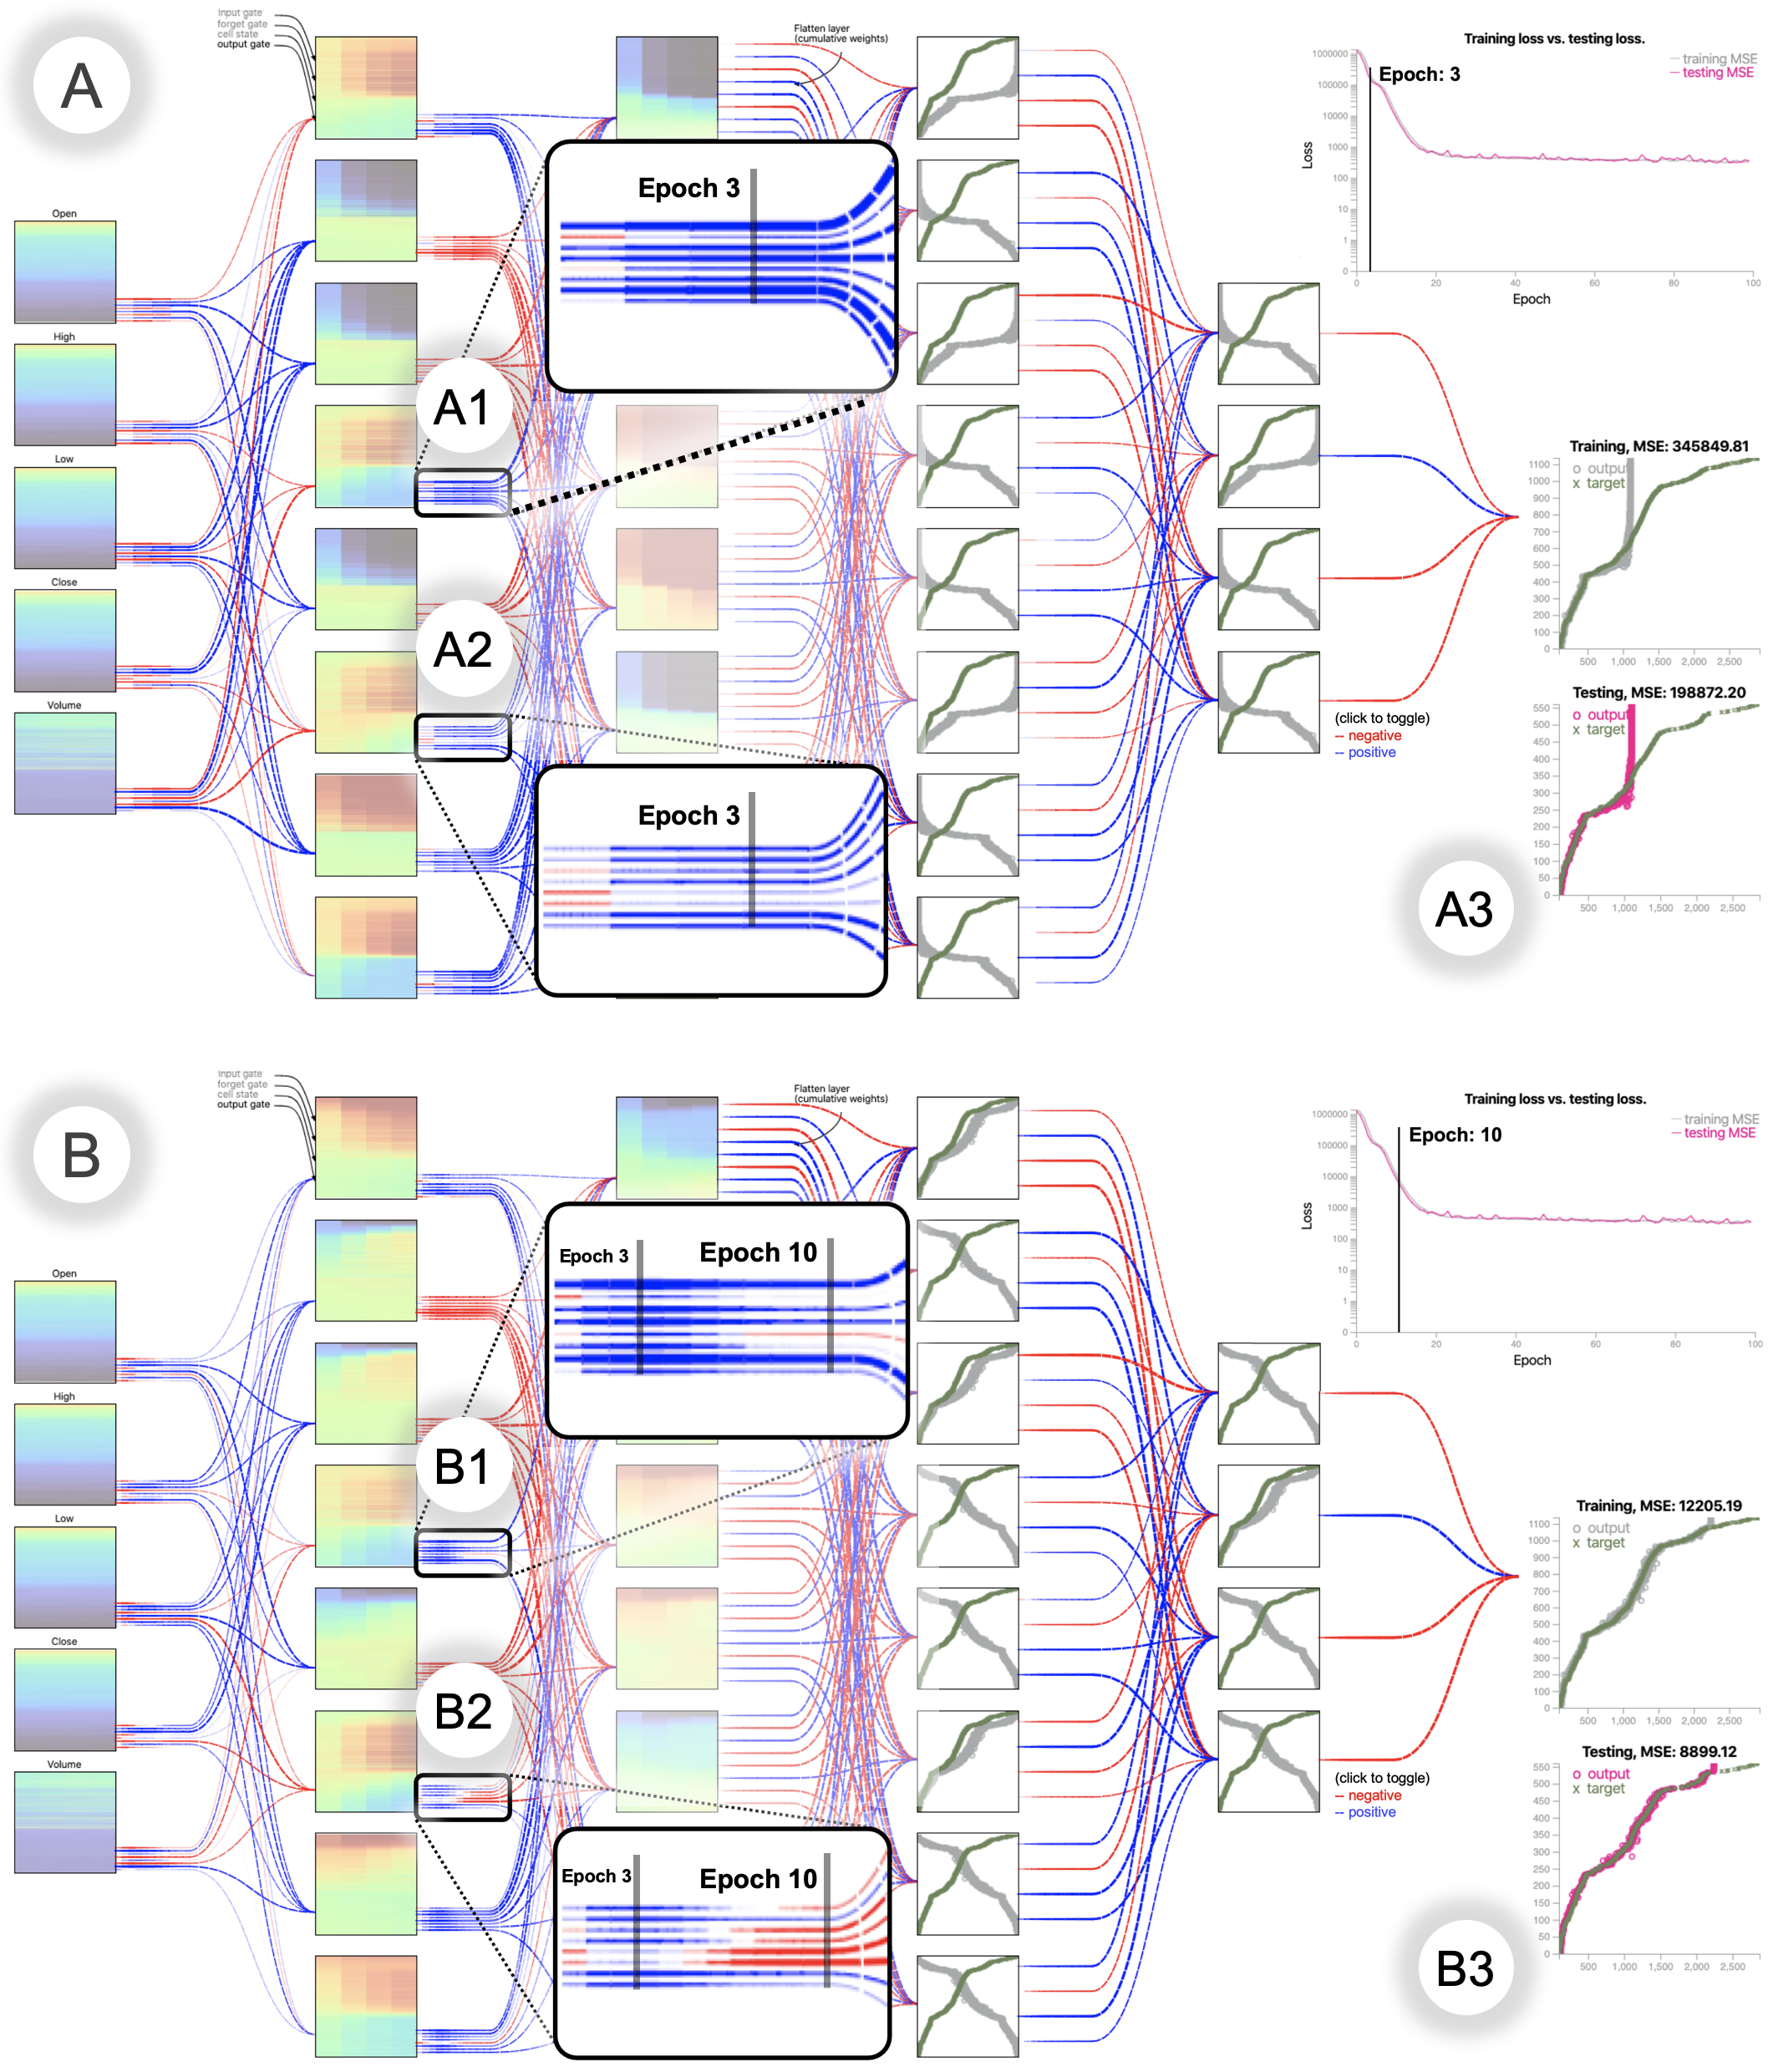 A
input gate
forget gate
cell state
output gate
Flatten layer
(cumulative weights)
Training loss vs. testing loss.
training MSE
testing MSE
Epoch: 3
1000000
100000
10000
1000
100
10
1
0
Loss
0 20 40 60 80 100
Epoch
Open
High
Low
Close
Volume
Epoch 3
A1
A2
Epoch 3
(click to toggle)
-- negative
-- positive
Training, MSE: 345849.81
o output
x target
1100
1000
900
800
700
600
500
400
300
200
100
0
500 1,000 1,500 2,000 2,500
Testing, MSE: 198872.20
o output
x target
550
500
450
400
350
300
250
200
150
100
50
0
500 1,000 1,500 2,000 2,500
A3
B
input gate
forget gate
cell state
output gate
Flatten layer
(cumulative weights)
Training loss vs. testing loss.
training MSE
testing MSE
Epoch: 10
1000000
100000
10000
1000
100
10
1
0
Loss
0 20 40 60 80 100
Epoch
Open
High
Low
Close
Volume
Epoch 3 Epoch 10
B1
B2
Epoch 3 Epoch 10
(click to toggle)
-- negative
-- positive
Training, MSE: 12205.19
o output
x target
1100
1000
900
800
700
600
500
400
300
200
100
0
500 1,000 1,500 2,000 2,500
Testing, MSE: 8899.12
o output
x target
550
500
450
400
350
300
250
200
150
100
50
0
500 1,000 1,500 2,000 2,500
B3